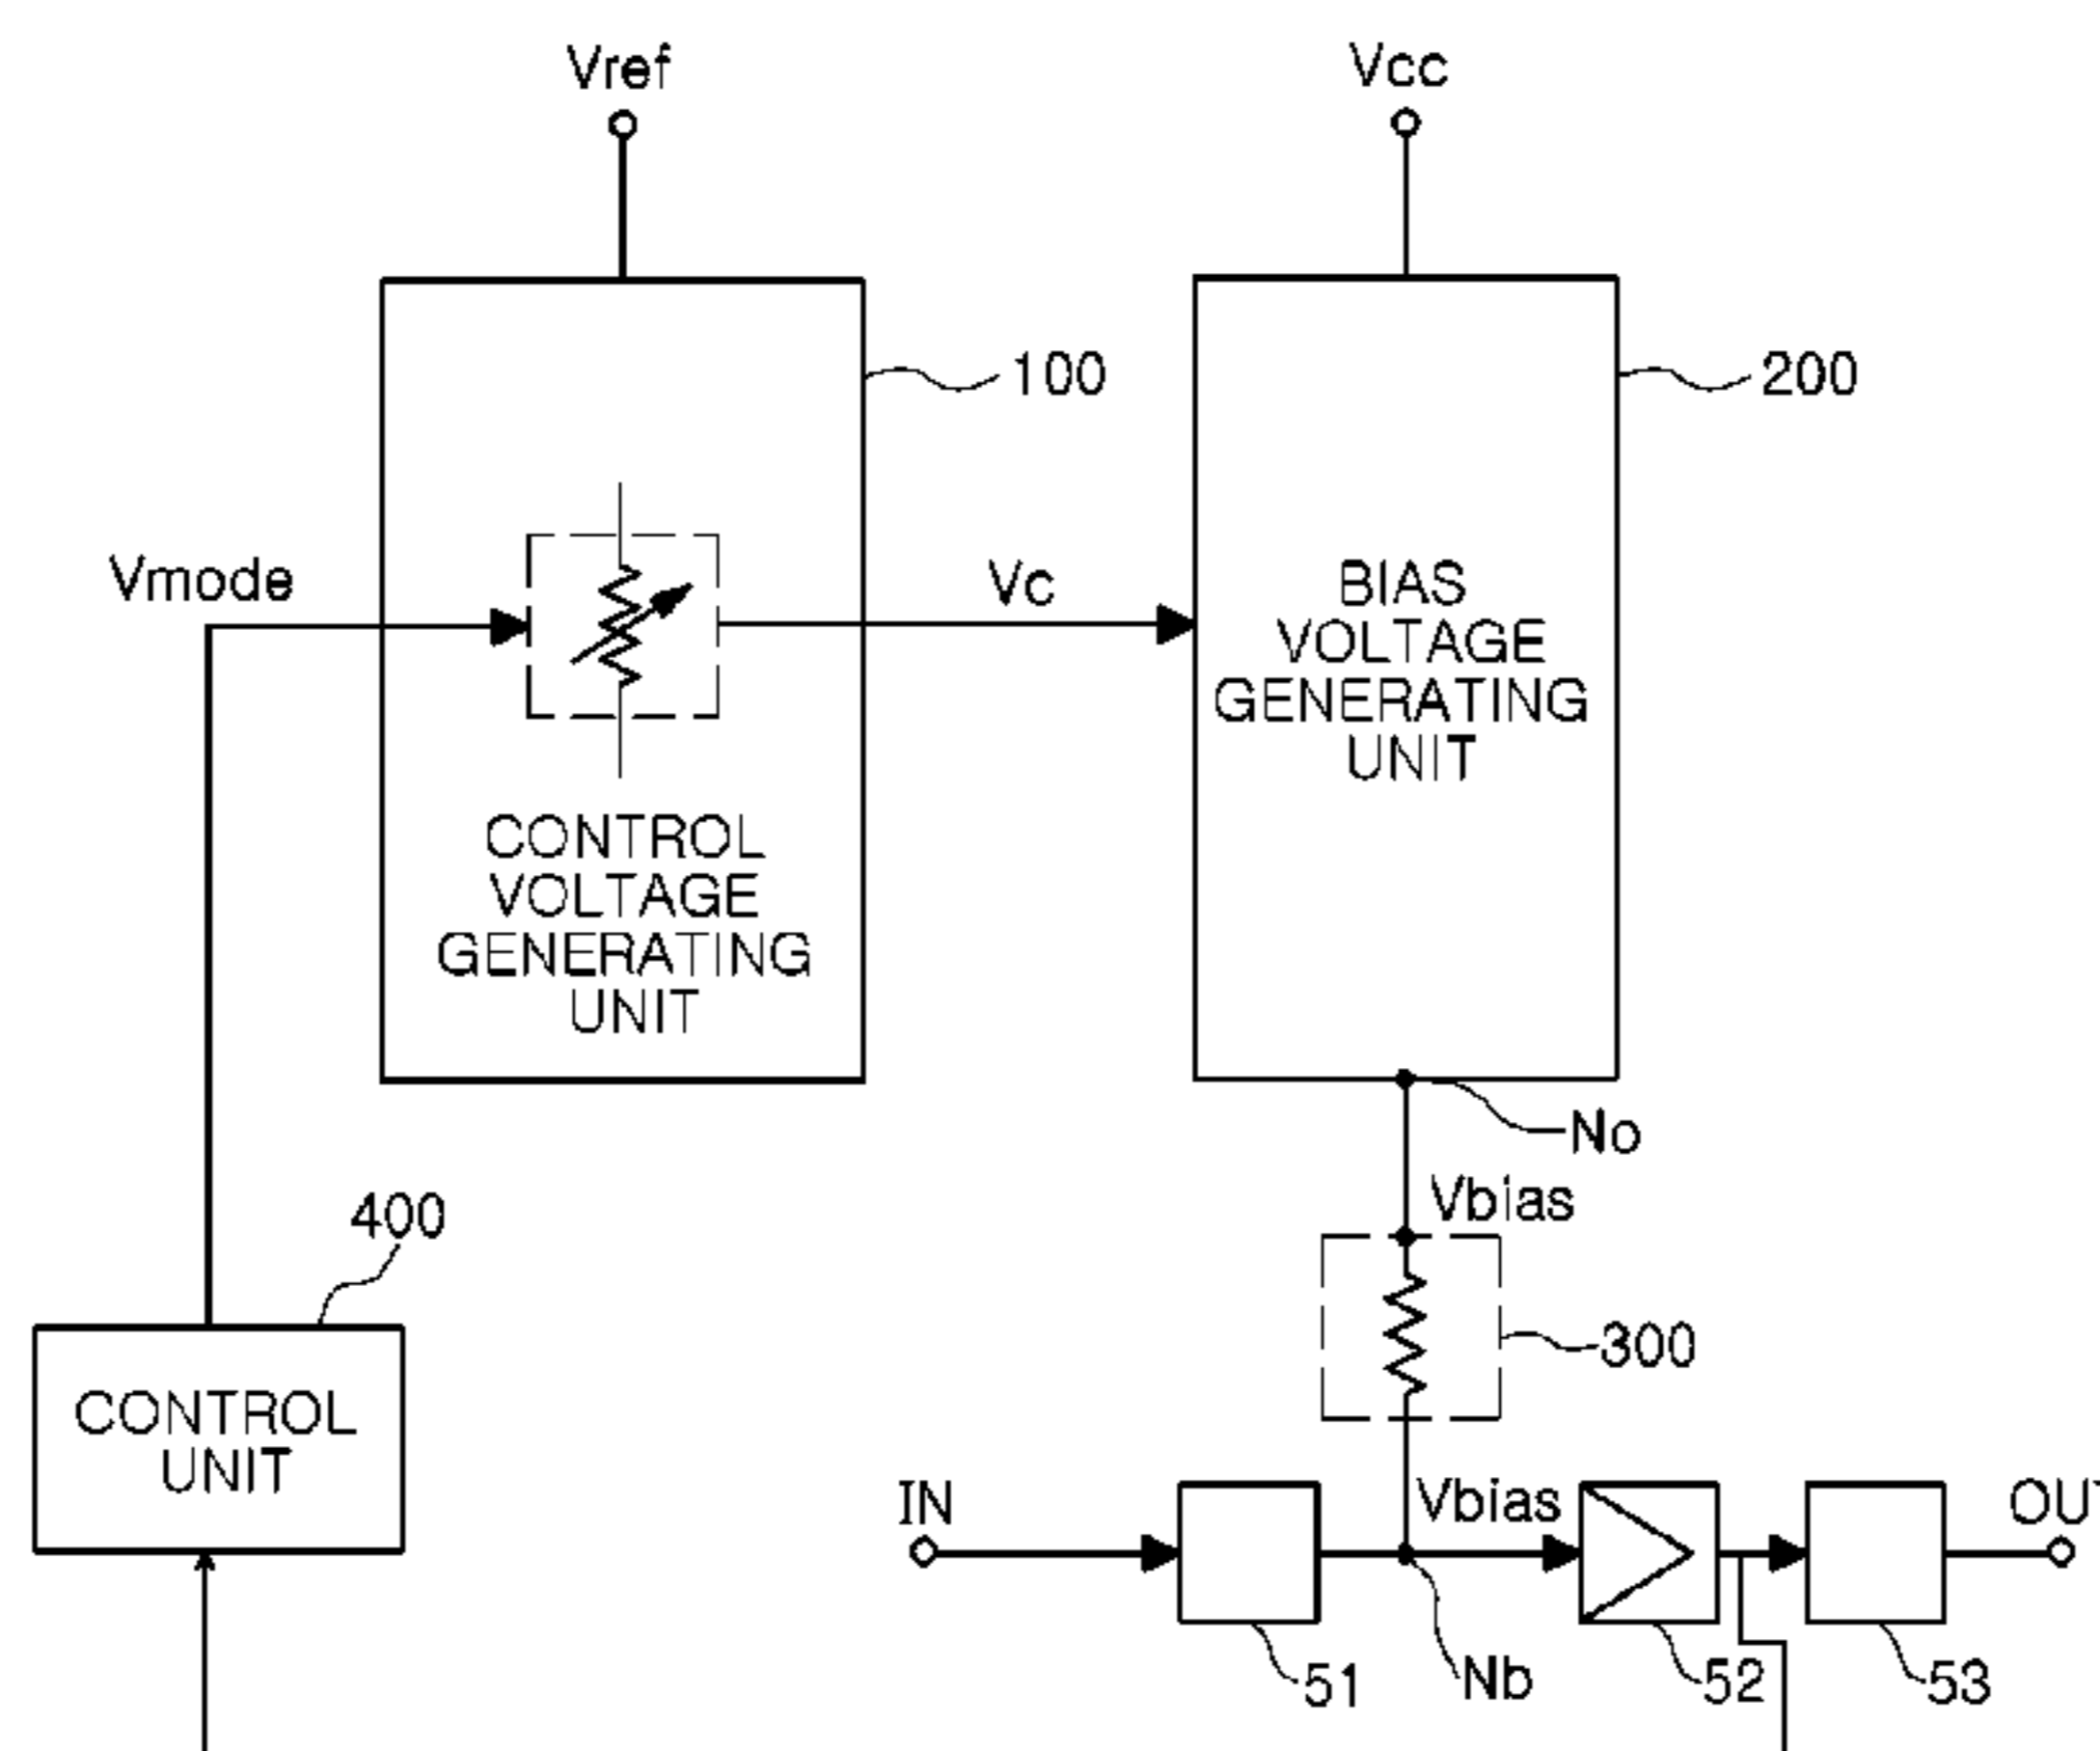 Vref
Vcc
100
200
Vmode
Vc
BIAS
VOLTAGE
GENERATING
UNIT
CONTROL
VOLTAGE
GENERATING
UNIT
No
Vbias
400
300
CONTROL
UNIT
IN
Vbias
51
Nb
52
53